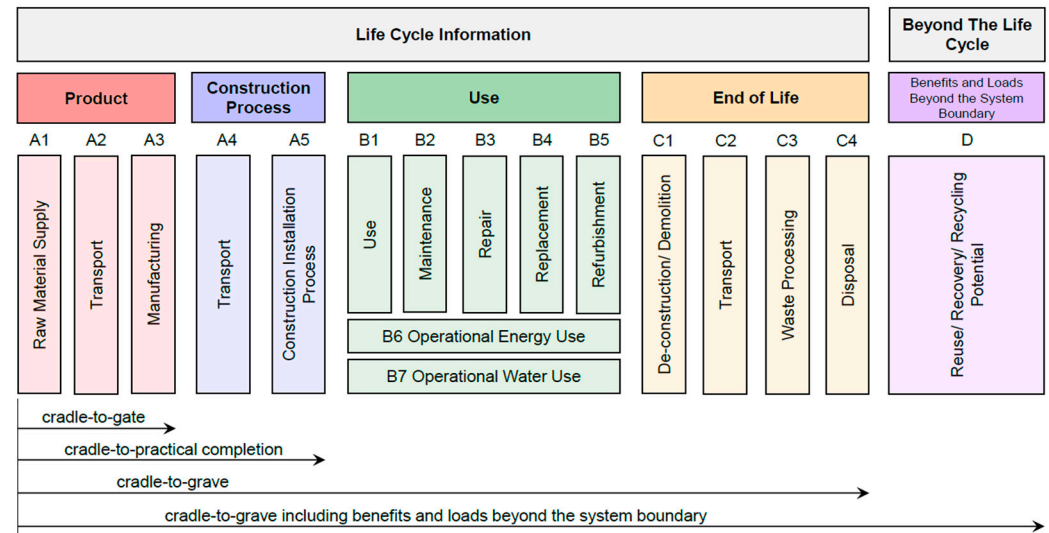 Life Cycle Information
Beyond The Life
Cycle
Product
Construction
Process
Use
End of Life
Benefits and Loads
Beyond the System
Boundary
A1
A2
A3
A4
A5
B1
B2
B3
B4
B5
C1
C2
C3
C4
D
Raw Material Supply
Transport
Manufacturing
Transport
Construction Installation
Process
Use
Maintenance
Repair
Replacement
Refurbishment
B6 Operational Energy Use
B7 Operational Water Use
De-construction/ Demolition
Transport
Waste Processing
Disposal
Reuse/ Recovery/ Recycling
Potential
cradle-to-gate
cradle-to-practical completion
cradle-to-grave
cradle-to-grave including benefits and loads beyond the system boundary